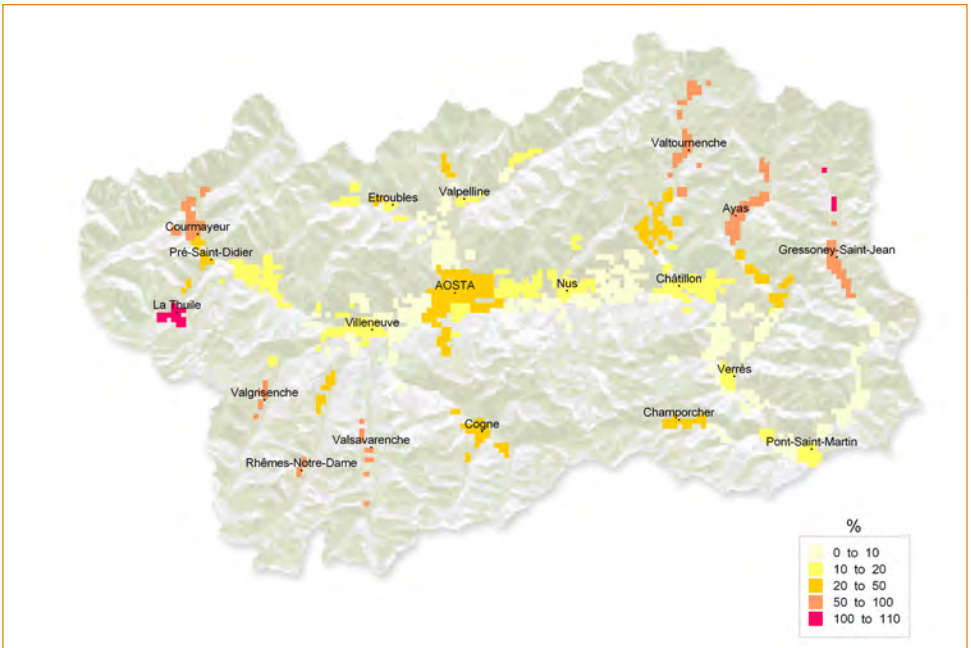 Valtournenche
Etroubles
Valpelline
Ayas
Courmayeur
Pré-Saint-Didier
Gressoney-Saint-Jean
AOSTA
Nus
Châtillon
La Thuile
Villeneuve
Verrès
Valgrisenche
Champorcher
Cogne
Valsavarenche
Pont-Saint-Martin
Rhêmes-Notre-Dame
%
0 to 10
10 to 20
20 to 50
50 to 100
100 to 110